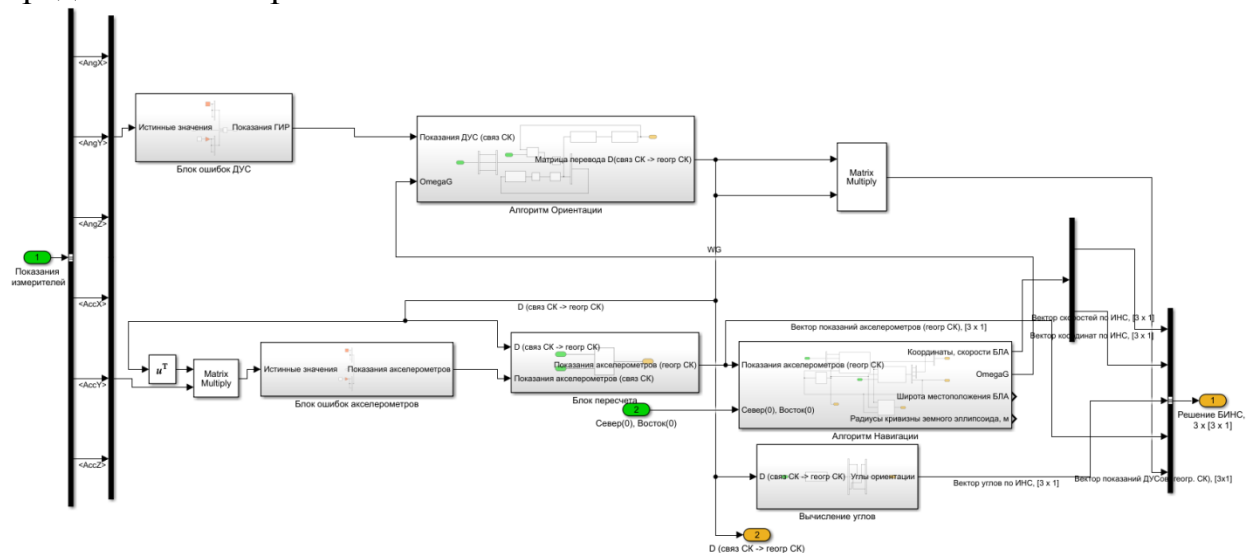 <AngX>
Истинные значения
Показания ГИР
<AngY>
Блок ошибок ДУС
Показания ДУС (связ СК)
Матрица перевода D(связ СК -> геогр СК)
OmegaG
Алгоритм Ориентации
Matrix
Multiply
<AngZ>
WG
1
Показания
измерителей
<AccX>
D (связ СК -> геогр СК)
Вектор показаний акселерометров (геогр СК), [3 x 1]
Вектор скоростей по ИНС, [3 x 1]
Вектор координат по ИНС, [3 x 1]
D (связ СК -> геогр СК)
Показания акселерометров (геогр СК)
Показания акселерометров (связ СК)
Блок пересчета
Координаты, скорости БЛА
Показания акселерометров (геогр СК)
OmegaG
Широта местоположения БЛА
Север(0), Восток(0)
Радиусы кривизны земного эллипсоида, м
Алгоритм Навигации
uT
Matrix
Multiply
<AccY>
Истинные значения
Показания акселерометров
Блок ошибок акселерометров
2
Север(0), Восток(0)
1
Решение БИНС,
3 x [3 x 1]
<AccZ>
D (связ СК -> геогр СК)
Углы ориентации
Вычисление углов
Вектор углов по ИНС, [3 x 1]
Вектор показаний ДУСов(геогр. СК), [3x1]
2
D (связ СК -> геогр СК)